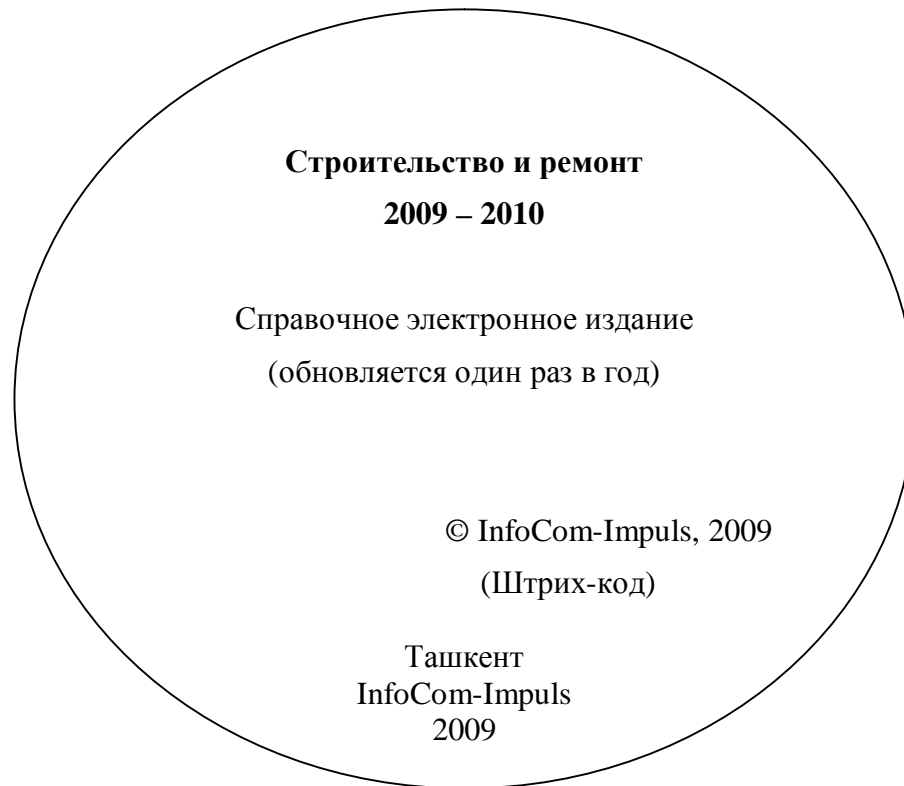 Строительство и ремонт
2009 – 2010
Справочное электронное издание
(обновляется один раз в год)
© InfoCom-Impuls, 2009
(Штрих-код)
Ташкент
InfoCom-Impuls
2009